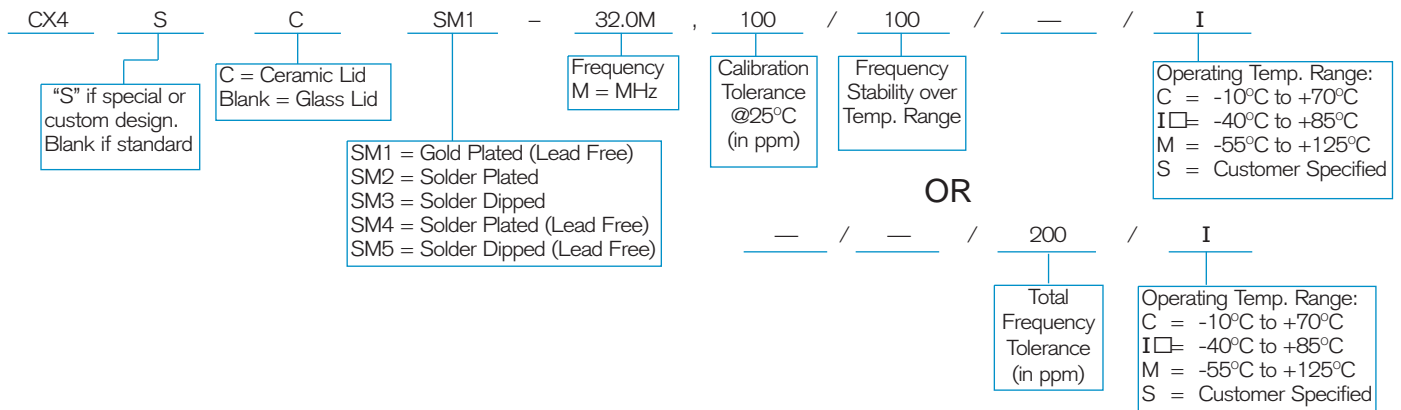 CX4 S C SM1 – 32.0M , 100 / 100 / — / I
“S” if special or
custom design.
Blank if standard
C = Ceramic Lid
Blank = Glass Lid
SM1 = Gold Plated (Lead Free)
SM2 = Solder Plated
SM3 = Solder Dipped
SM4 = Solder Plated (Lead Free)
SM5 = Solder Dipped (Lead Free)
Frequency
M = MHz
Calibration
Tolerance
@25°C
(in ppm)
Frequency
Stability over
Temp. Range
Operating Temp. Range:
C = -10°C to +70°C
I□= -40°C to +85°C
M = -55°C to +125°C
S = Customer Specified
OR
— / — / 200 / I
Total
Frequency
Tolerance
(in ppm)
Operating Temp. Range:
C = -10°C to +70°C
I□= -40°C to +85°C
M = -55°C to +125°C
S = Customer Specified